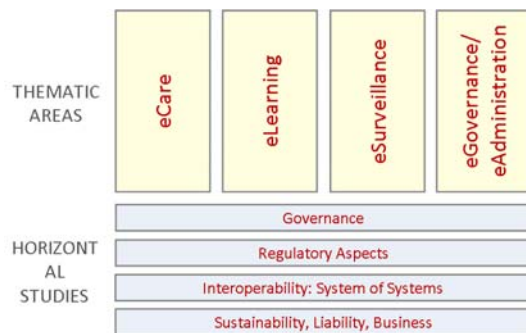 THEMATIC
AREAS
eCare
eLearning
eSurveillance
eGovernance/
eAdministration
HORIZONT
AL
STUDIES
Governance
Regulatory Aspects
Interoperability: System of Systems
Sustainability, Liability, Business